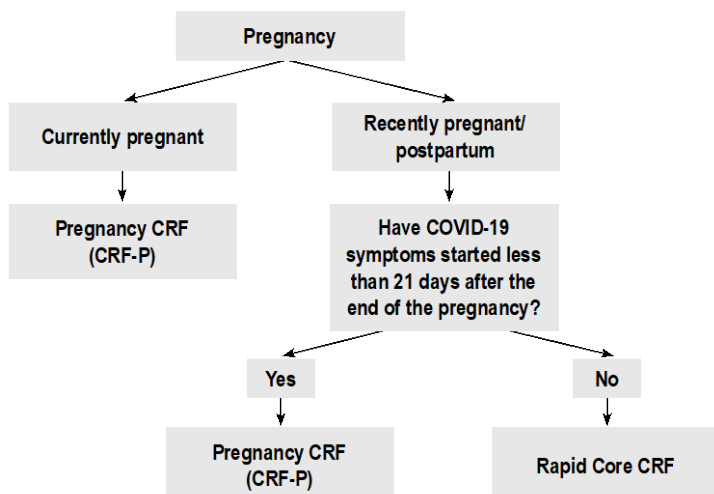 Pregnancy
Currently pregnant
Recently pregnant/
postpartum
Pregnancy CRF
(CRF-P)
Have COVID-19
symptoms started less
than 21 days after the
end of the pregnancy?
Yes
No
Pregnancy CRF
(CRF-P)
Rapid Core CRF